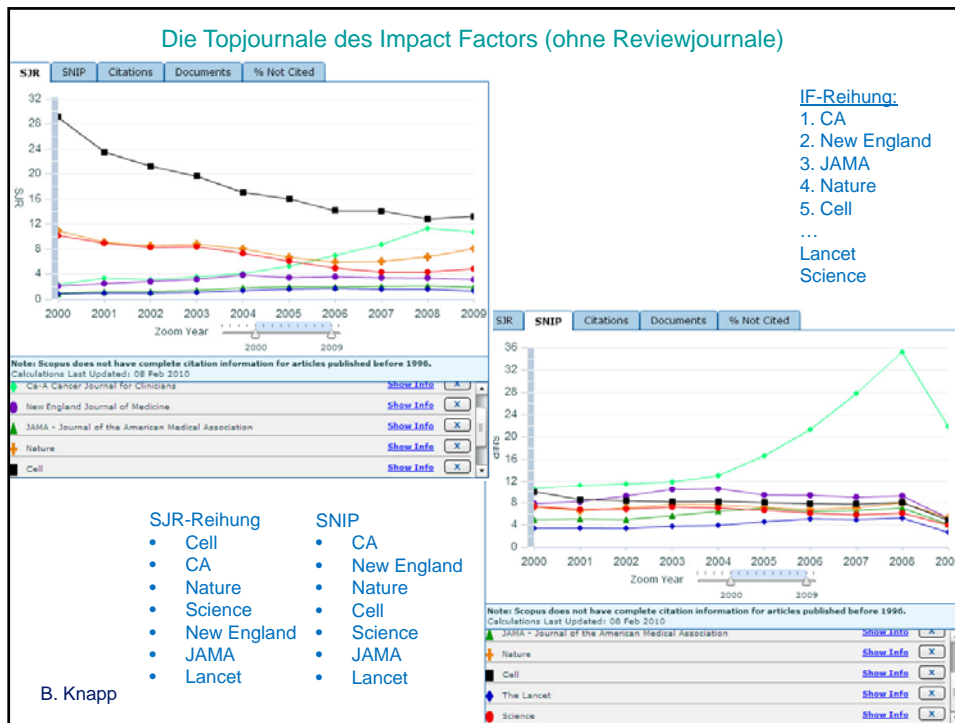 Die Topjournale des Impact Factors (ohne Reviewjournale)
SJR SNIP Citations Documents % Not Cited
32
28
24
20
16
12
8
4
0
SJR
2000 2001 2002 2003 2004 2005 2006 2007 2008 2009
Zoom Year
2000 2009
Note: Scopus does not have complete citation information for articles published before 1996.
Calculations Last Updated: 08 Feb 2010
Ca-A Cancer Journal for Clinicians Show Info X
New England Journal of Medicine Show Info X
JAMA - Journal of the American Medical Association Show Info X
Nature Show Info X
Cell Show Info X
IF-Reihung:
1. CA
2. New England
3. JAMA
4. Nature
5. Cell
…
Lancet
Science
SJR SNIP Citations Documents % Not Cited
36
32
28
24
20
16
12
8
4
0
SNIP
2000 2001 2002 2003 2004 2005 2006 2007 2008 200
Zoom Year
2000 2009
Note: Scopus does not have complete citation information for articles published before 1996.
Calculations Last Updated: 08 Feb 2010
JAMA - Journal of the American Medical Association Show Info X
Nature Show Info X
Cell Show Info X
The Lancet Show Info X
Science Show Info X
SJR-Reihung
• Cell
• CA
• Nature
• Science
• New England
• JAMA
• Lancet
SNIP
• CA
• New England
• Nature
• Cell
• Science
• JAMA
• Lancet
B. Knapp